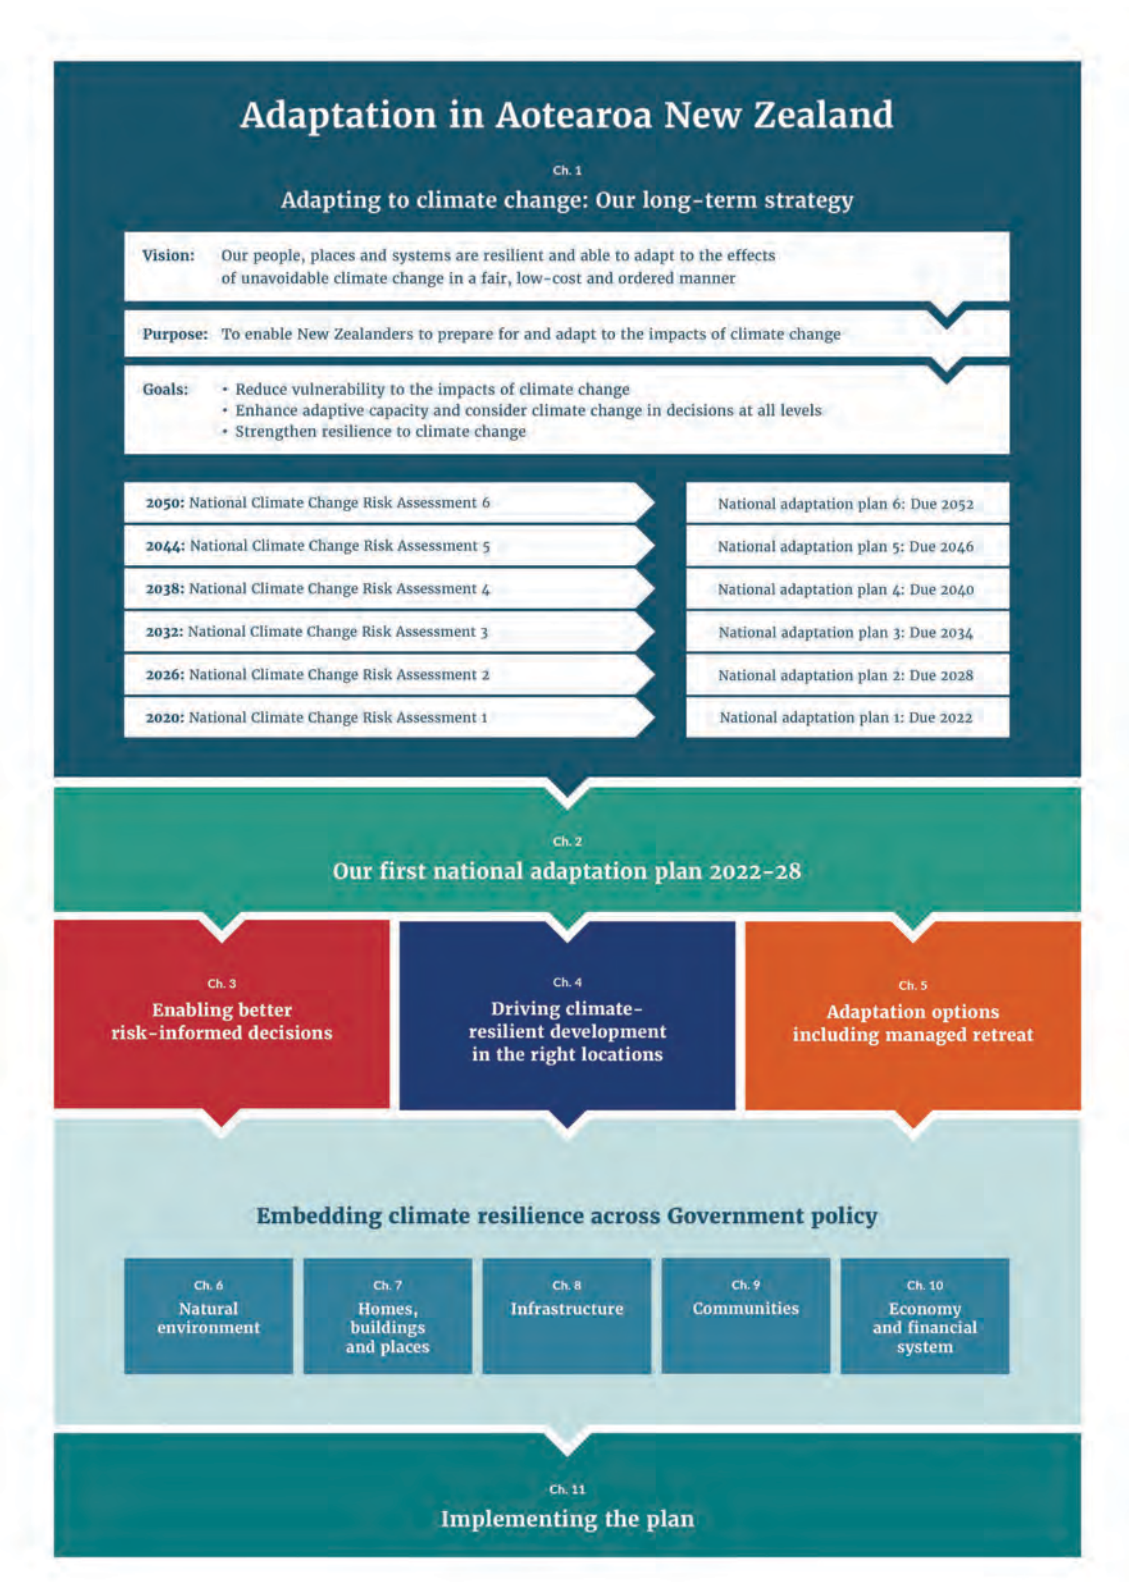 Adaptation in Aotearoa New Zealand
Ch. 1
Adapting to climate change: Our long-term strategy
Vision: Our people, places and systems are resilient and able to adapt to the effects
of unavoidable climate change in a fair, low-cost and ordered manner
Purpose: To enable New Zealanders to prepare for and adapt to the impacts of climate change
Goals: • Reduce vulnerability to the impacts of climate change
• Enhance adaptive capacity and consider climate change in decisions at all levels
• Strengthen resilience to climate change
2050: National Climate Change Risk Assessment 6
National adaptation plan 6: Due 2052
2044: National Climate Change Risk Assessment 5
National adaptation plan 5: Due 2046
2038: National Climate Change Risk Assessment 4
National adaptation plan 4: Due 2040
2032: National Climate Change Risk Assessment 3
National adaptation plan 3: Due 2034
2026: National Climate Change Risk Assessment 2
National adaptation plan 2: Due 2028
2020: National Climate Change Risk Assessment 1
National adaptation plan 1: Due 2022
Ch. 2
Our first national adaptation plan 2022-28
Ch. 3
Enabling better
risk-informed decisions
Ch. 4
Driving climate-
resilient development
in the right locations
Ch. 5
Adaptation options
including managed retreat
Embedding climate resilience across Government policy
Ch. 6
Natural
environment
Ch. 7
Homes,
buildings
and places
Ch. 8
Infrastructure
Ch. 9
Communities
Ch. 10
Economy
and financial
system
Ch. 11
Implementing the plan